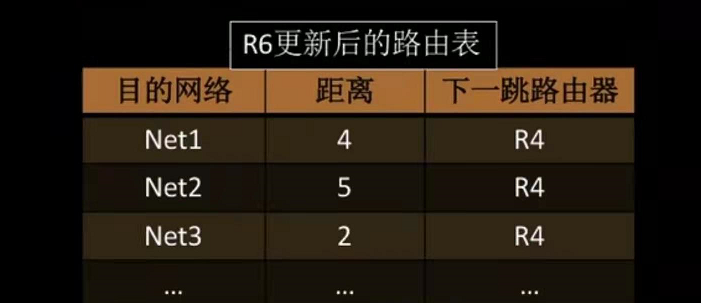 R6更新后的路由表
目的网络 距离 下一跳路由器
Net1 4 R4
Net2 5 R4
Net3 2 R4
... ... ...